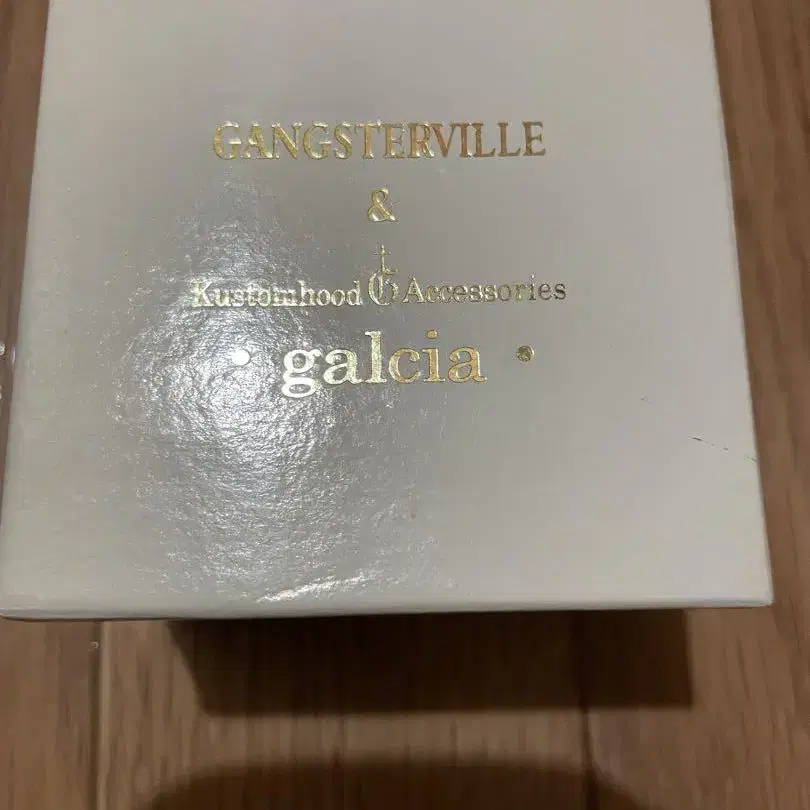 GANGSTERVILLE
&
Kustomhood G Accessories
• galcia •